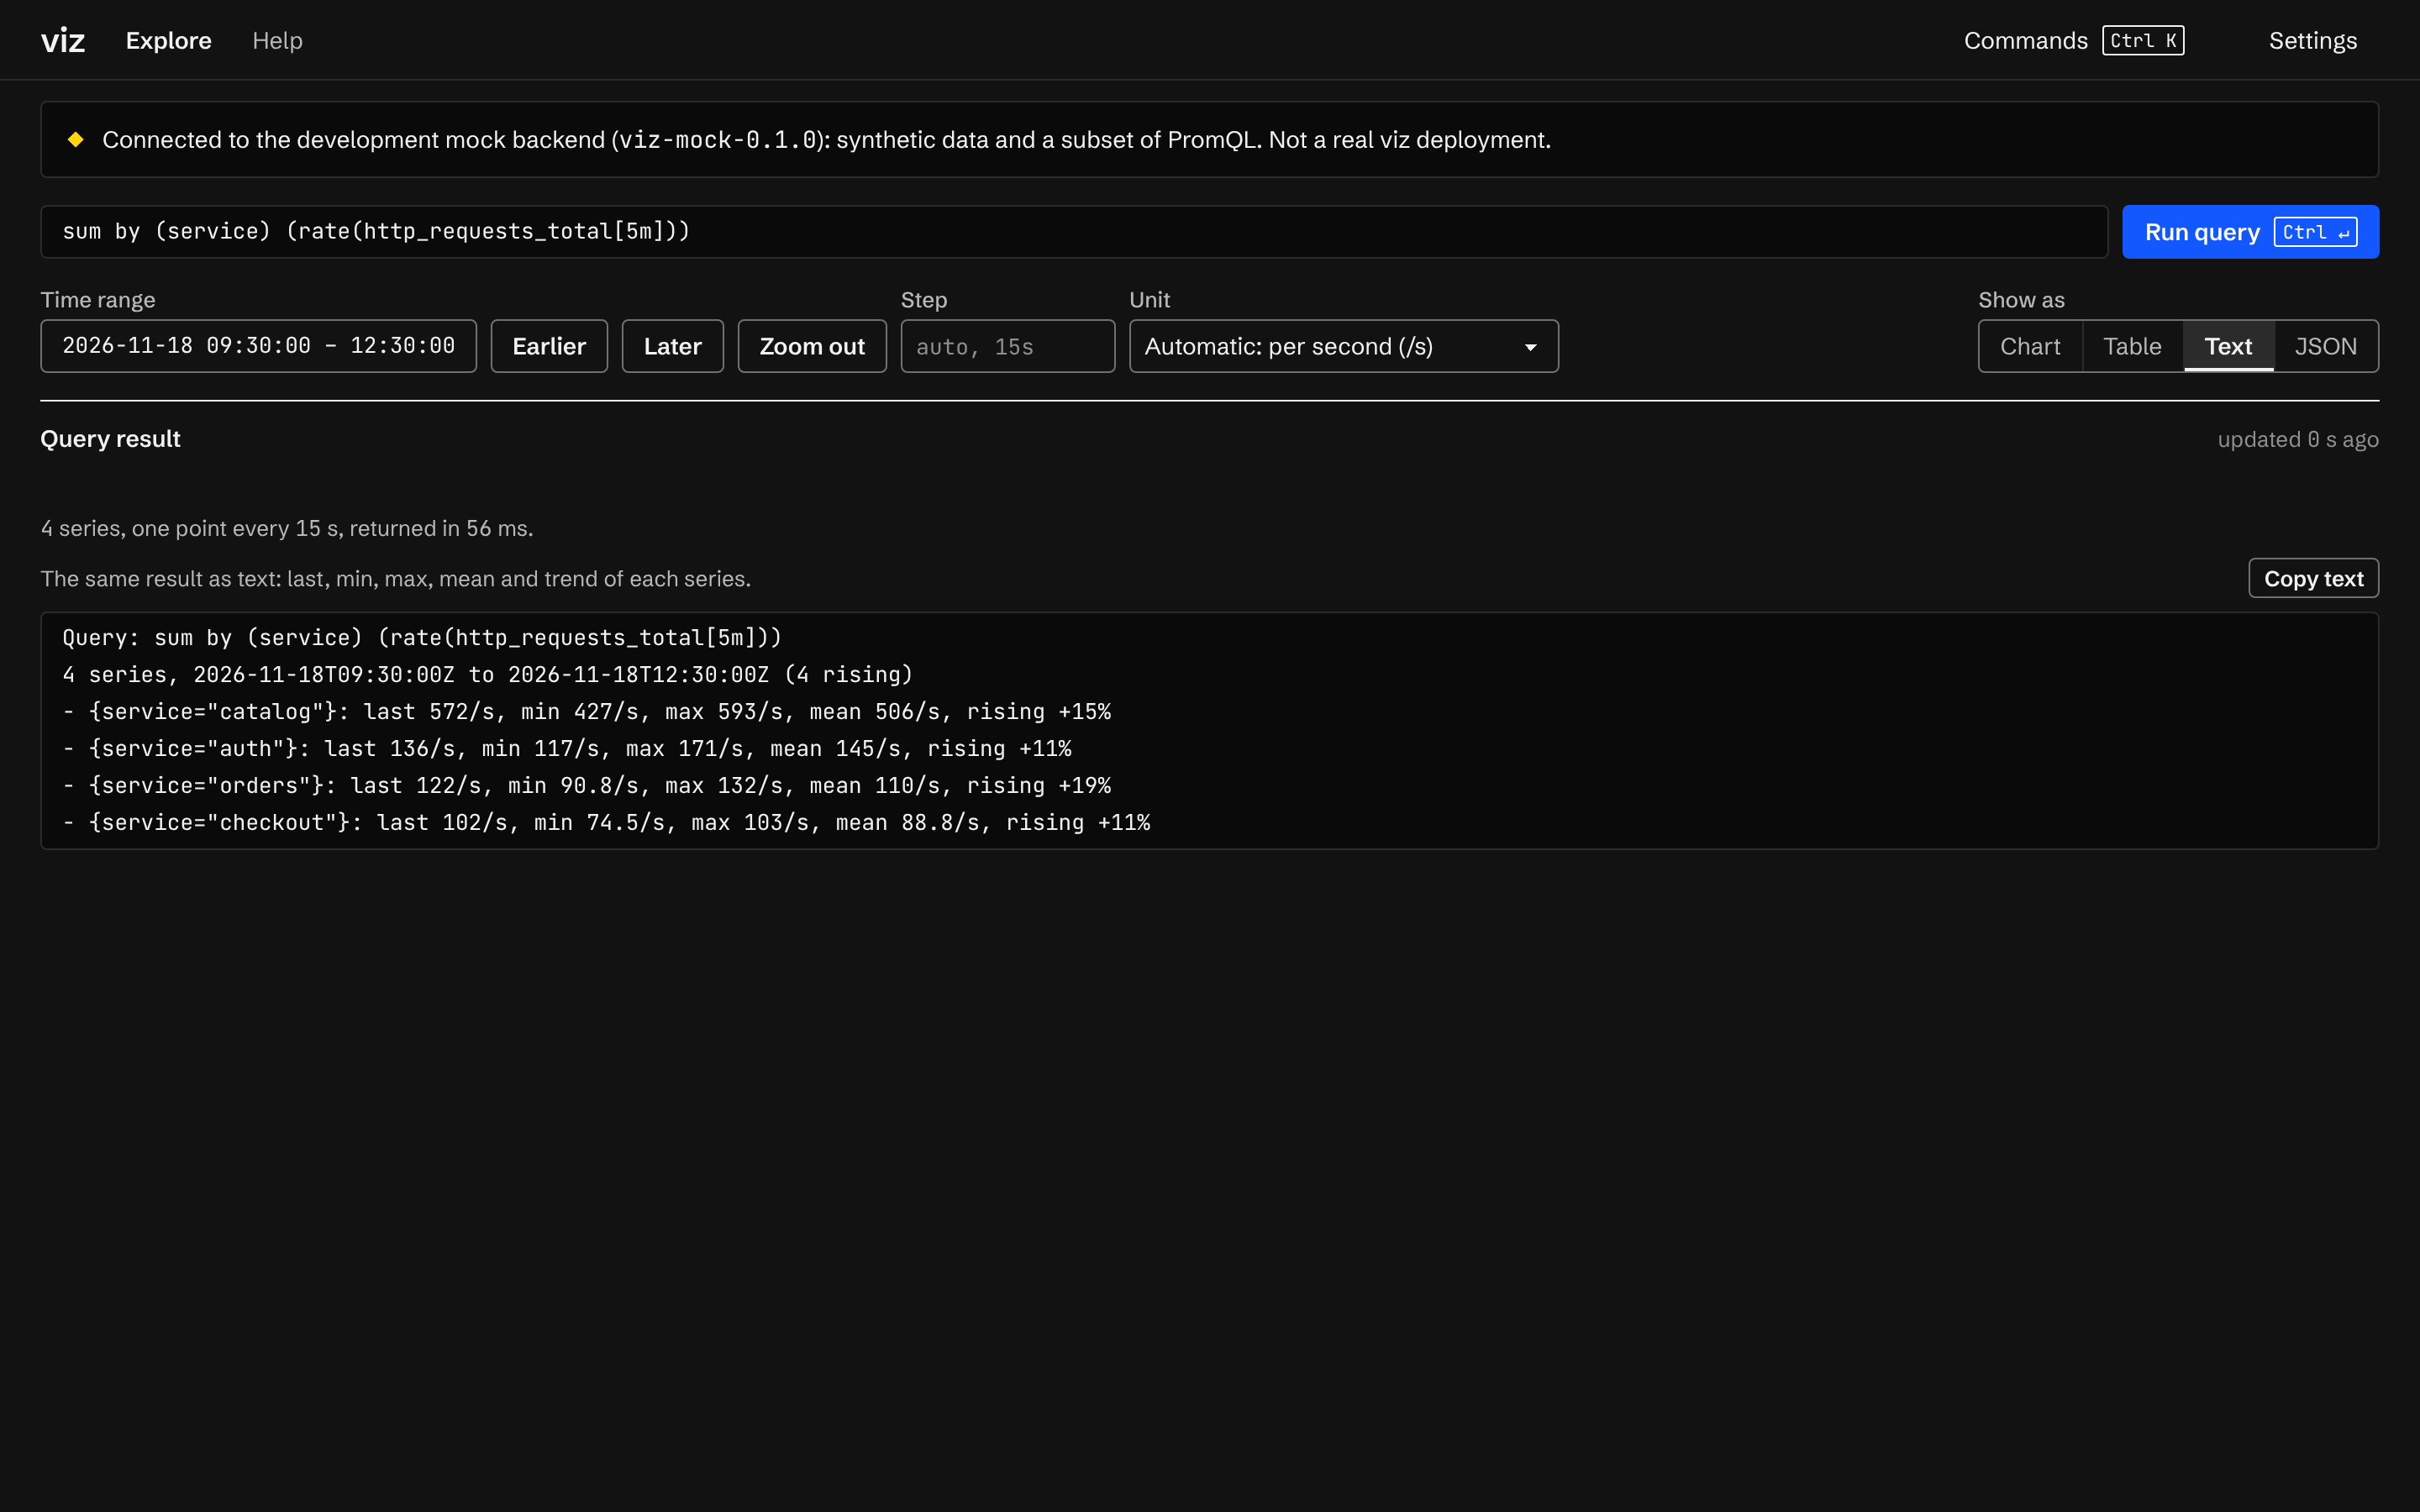 viz Explore Help Commands Ctrl K Settings
Connected to the development mock backend (viz-mock-0.1.0): synthetic data and a subset of PromQL. Not a real viz deployment.
sum by (service) (rate(http_requests_total[5m])) Run query Ctrl ↵
Time range Step Unit Show as
2026-11-18 09:30:00 – 12:30:00 Earlier Later Zoom out auto, 15s Automatic: per second (/s) Chart Table Text JSON
Query result updated 0 s ago
4 series, one point every 15 s, returned in 56 ms.
The same result as text: last, min, max, mean and trend of each series. Copy text
Query: sum by (service) (rate(http_requests_total[5m]))
4 series, 2026-11-18T09:30:00Z to 2026-11-18T12:30:00Z (4 rising)
- {service="catalog"}: last 572/s, min 427/s, max 593/s, mean 506/s, rising +15%
- {service="auth"}: last 136/s, min 117/s, max 171/s, mean 145/s, rising +11%
- {service="orders"}: last 122/s, min 90.8/s, max 132/s, mean 110/s, rising +19%
- {service="checkout"}: last 102/s, min 74.5/s, max 103/s, mean 88.8/s, rising +11%